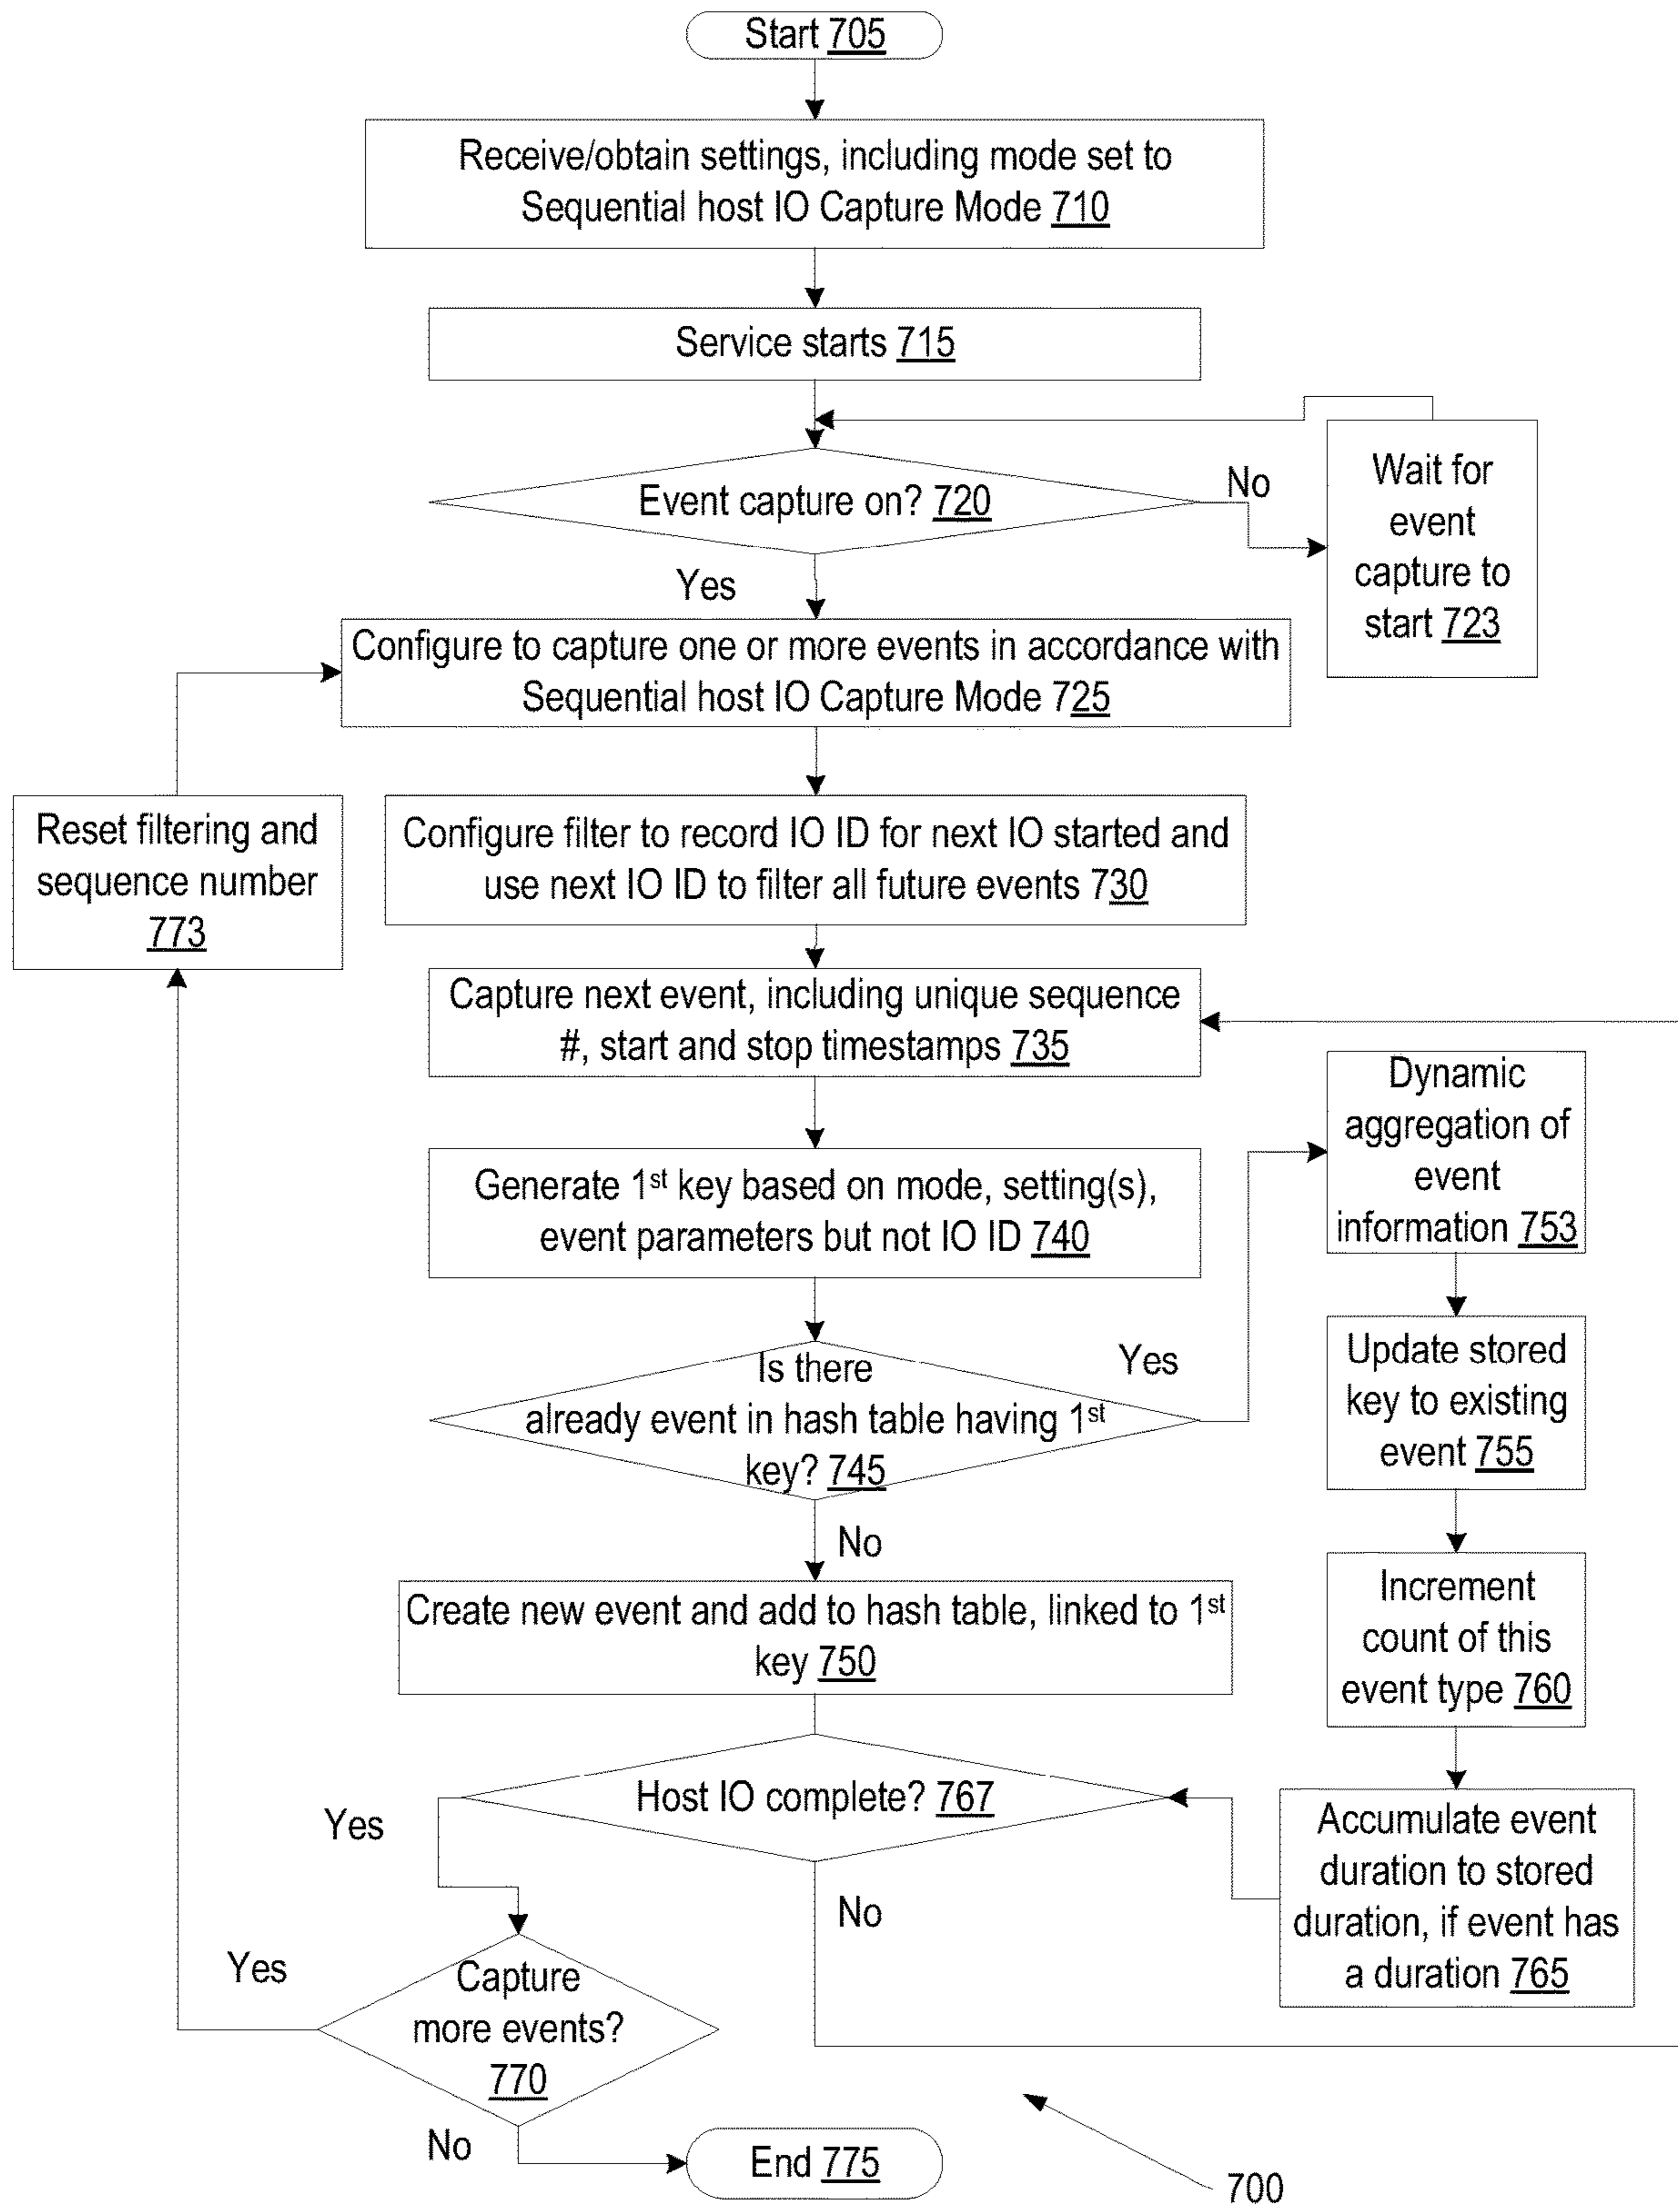 Start 705
Receive/obtain settings, including mode set to
Sequential host IO Capture Mode 710
Service starts 715
Event capture on? 720
No
Wait for
event
capture to
start 723
Yes
Configure to capture one or more events in accordance with
Sequential host IO Capture Mode 725
Reset filtering and
sequence number
773
Configure filter to record IO ID for next IO started and
use next IO ID to filter all future events 730
Capture next event, including unique sequence
#, start and stop timestamps 735
Generate 1st key based on mode, setting(s),
event parameters but not IO ID 740
Dynamic
aggregation of
event
information 753
Is there
already event in hash table having 1st
key? 745
Yes
Update stored
key to existing
event 755
No
Create new event and add to hash table, linked to 1st
key 750
Increment
count of this
event type 760
Host IO complete? 767
Yes
No
Accumulate event
duration to stored
duration, if event has
a duration 765
Capture
more events?
770
Yes
No
End 775
700